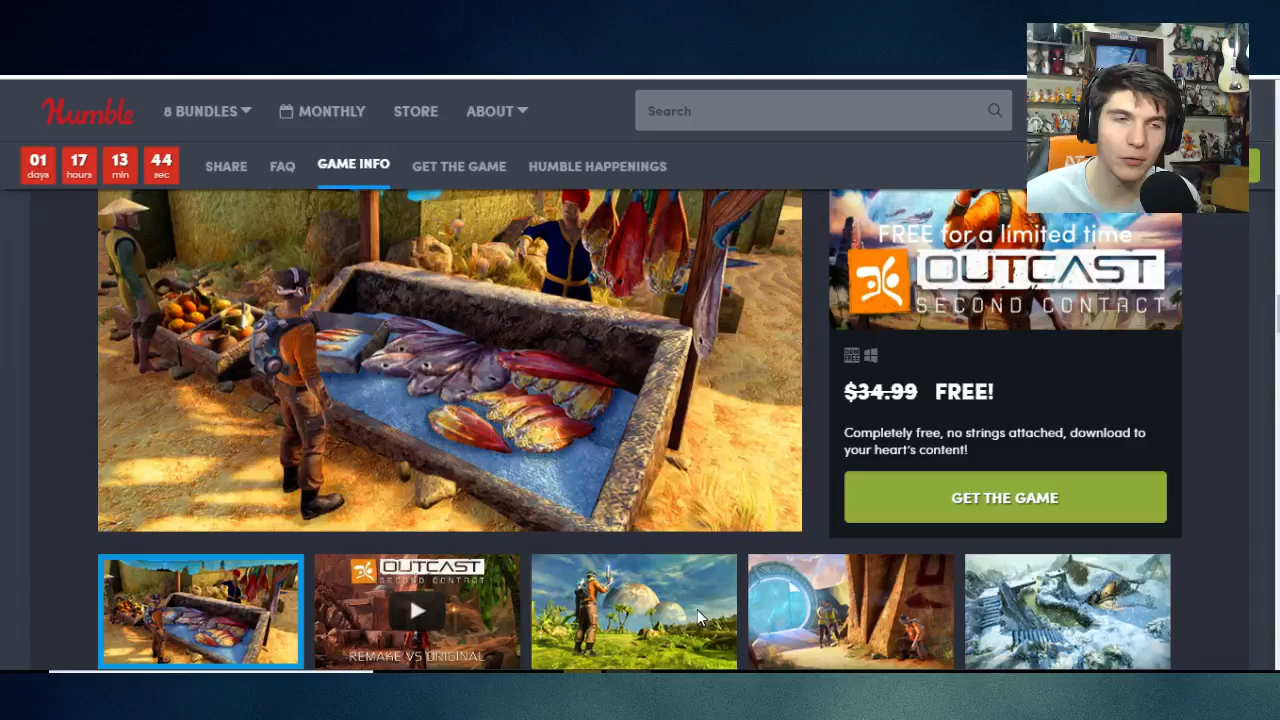 Humble
8 BUNDLES
MONTHLY
STORE
ABOUT
Search
01 days
17 hours
13 min
44 sec
SHARE
FAQ
GAME INFO
GET THE GAME
HUMBLE HAPPENINGS
FREE for a limited time
OUTCAST
SECOND CONTACT
DRM FREE
$34.99 FREE!
Completely free, no strings attached, download to
your heart's content!
GET THE GAME
OUTCAST
SECOND CONTACT
REMAKE VS ORIGINAL